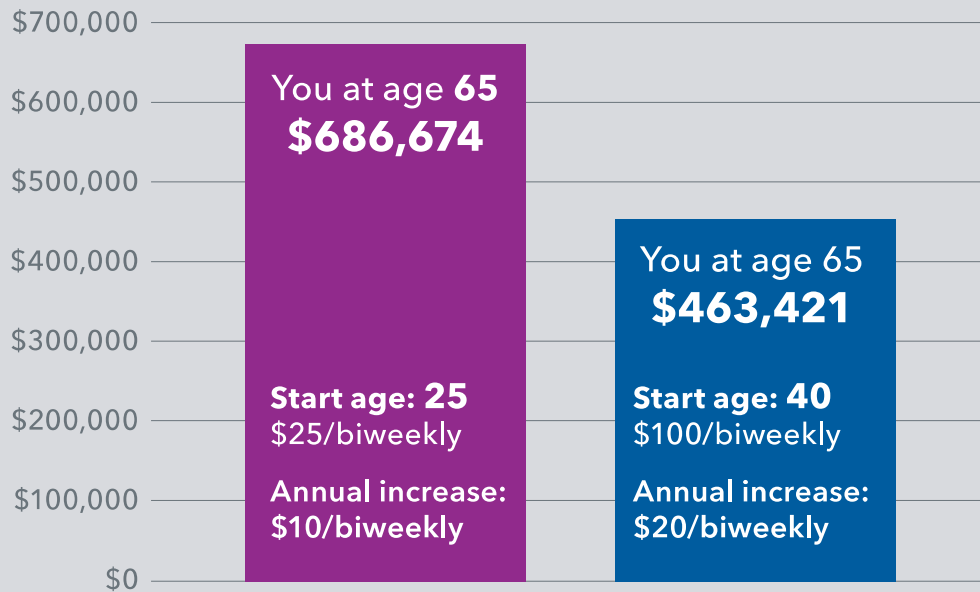 $700,000
$600,000
$500,000
$400,000
$300,000
$200,000
$100,000
$0
You at age 65
$686,674
Start age: 25
$25/biweekly
Annual increase:
$10/biweekly
You at age 65
$463,421
Start age: 40
$100/biweekly
Annual increase:
$20/biweekly